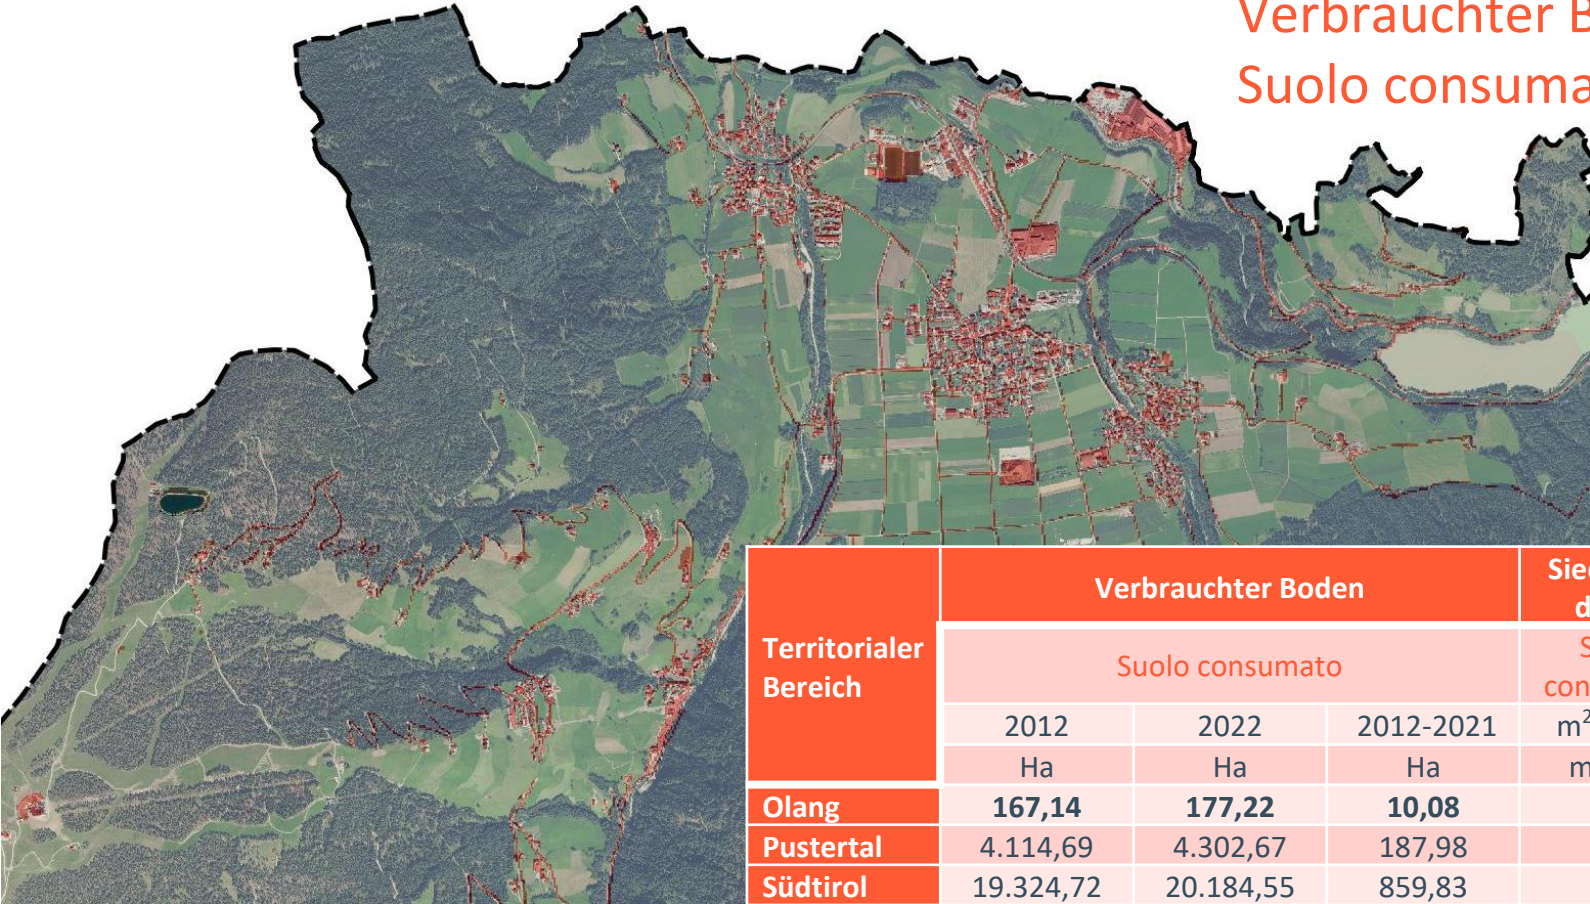 Verbrauchter
Suolo
Territorialer
Bereich
Verbrauchter Boden
Suolo consumato
2012 2022 2012-2021 m²
Ha Ha Ha
Olang 167,14 177,22 10,08
Pustertal 4.114,69 4.302,67 187,98
Südtirol 19.324,72 20.184,55 859,83